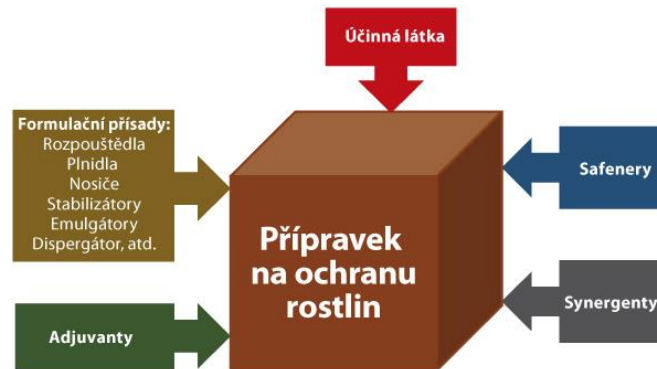 Účinná látka
Formulační přísady:
Rozpouštědla
Plnidla
Nosiče
Stabilizátory
Emulgátory
Dispergátor, atd.
Safenery
Přípravek
na ochranu
rostlin
Synergenty
Adjuvanty